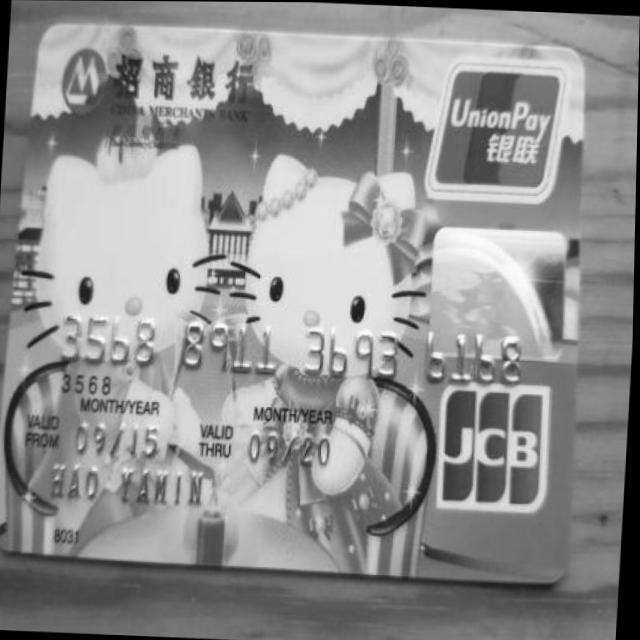 招商銀行
CHINA MERCHANTS BANK
UnionPay
银联
3568 8911 3693 6168
3568
MONTH/YEAR MONTH/YEAR
VALID FROM 09/15 VALID THRU 09/20
HAO YAMIN
JCB
8031